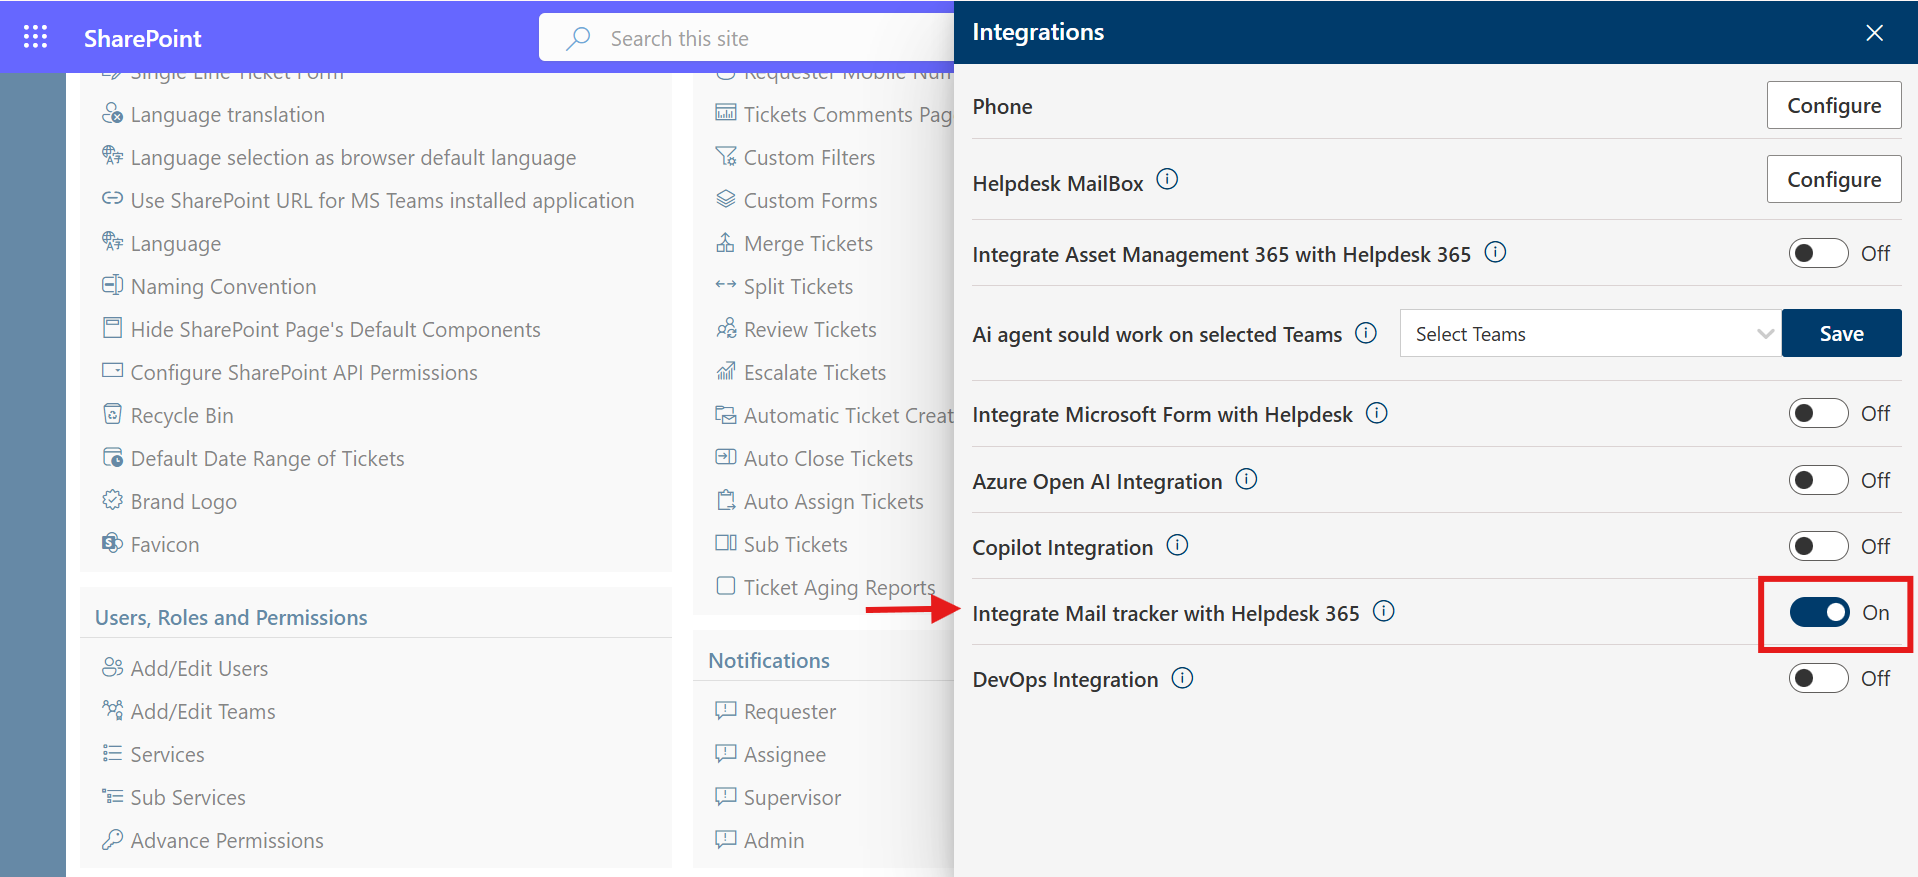 SharePoint
Search this site
Single Line Ticket Form
Language translation
Language selection as browser default language
Use SharePoint URL for MS Teams installed application
Language
Naming Convention
Hide SharePoint Page's Default Components
Configure SharePoint API Permissions
Recycle Bin
Default Date Range of Tickets
Brand Logo
Favicon
Users, Roles and Permissions
Add/Edit Users
Add/Edit Teams
Services
Sub Services
Advance Permissions
Requester Mobile Num
Tickets Comments Pag
Custom Filters
Custom Forms
Merge Tickets
Split Tickets
Review Tickets
Escalate Tickets
Automatic Ticket Creat
Auto Close Tickets
Auto Assign Tickets
Sub Tickets
Ticket Aging Reports
Notifications
Requester
Assignee
Supervisor
Admin
Integrations
Phone Configure
Helpdesk MailBox Configure
Integrate Asset Management 365 with Helpdesk 365 Off
Ai agent sould work on selected Teams Select Teams Save
Integrate Microsoft Form with Helpdesk Off
Azure Open AI Integration Off
Copilot Integration Off
Integrate Mail tracker with Helpdesk 365 On
DevOps Integration Off